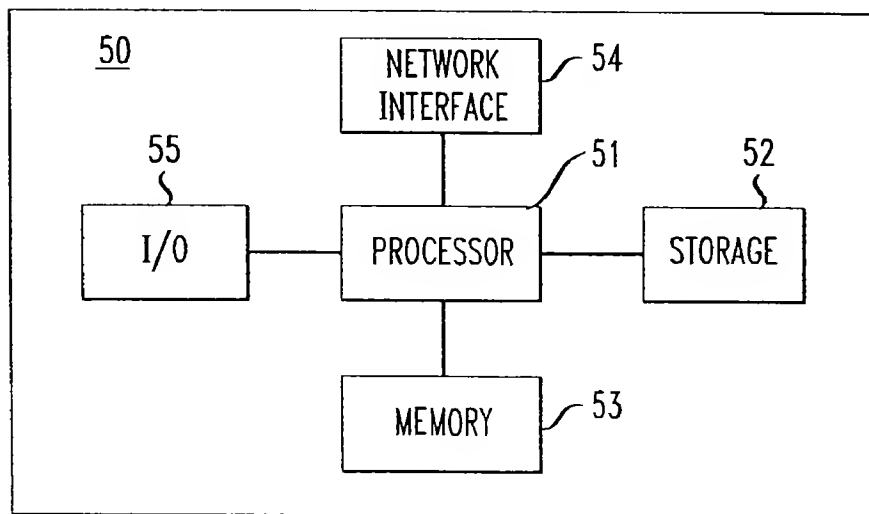 50
NETWORK
INTERFACE
54
55
I/O
51
PROCESSOR
52
STORAGE
MEMORY
53